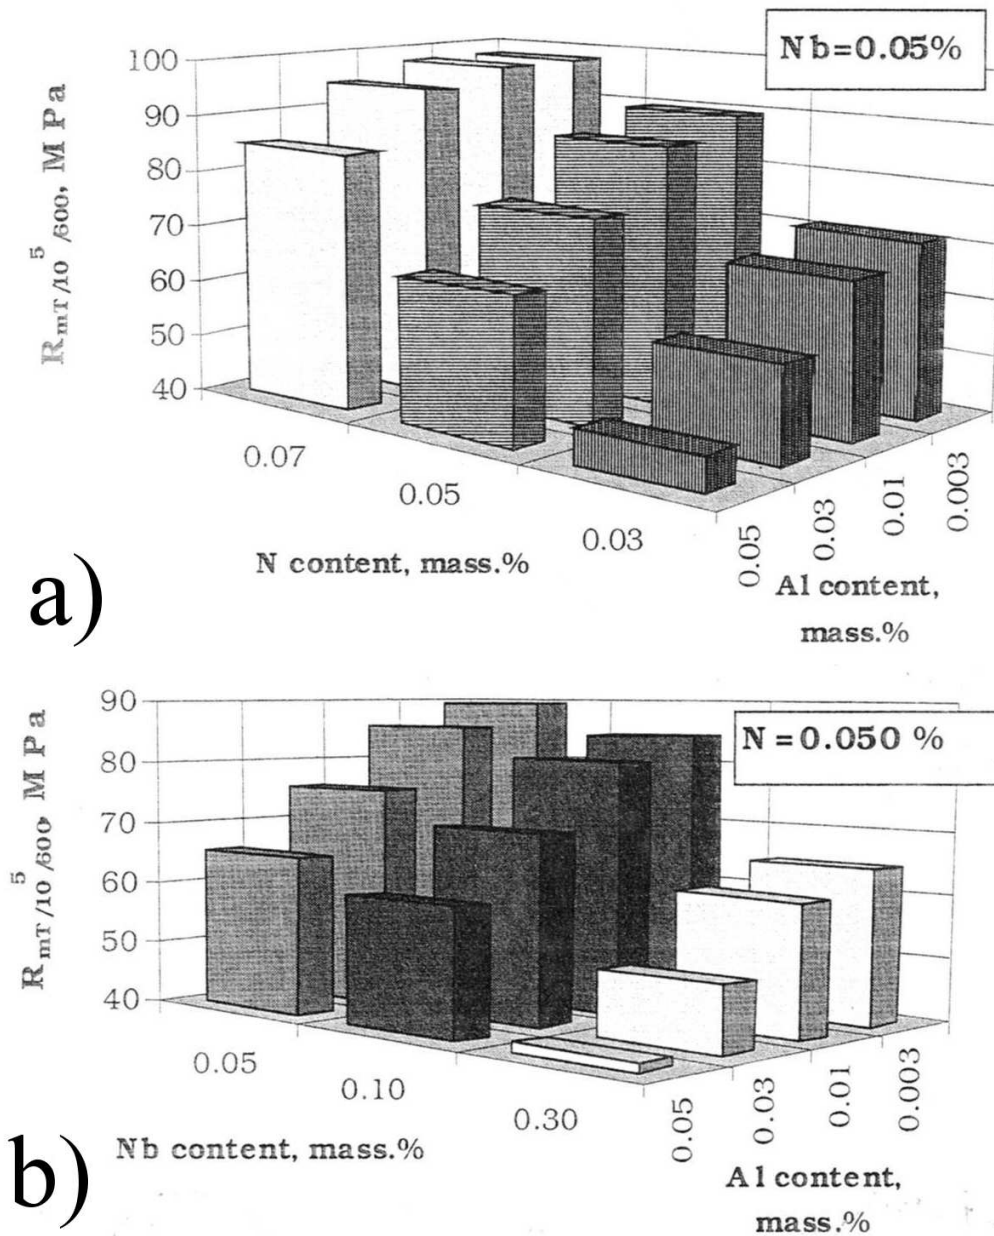 Nb=0.05%
100
90
80
70
60
50
40
RmT/10^5/600, MPa
0.07
0.05
0.03
N content, mass.%
0.05
0.03
0.01
0.003
Al content,
mass.%
a)
N=0.050 %
90
80
70
60
50
40
RmT/10^5/600, MPa
0.05
0.10
0.30
Nb content, mass.%
0.05
0.03
0.01
0.003
Al content,
mass.%
b)